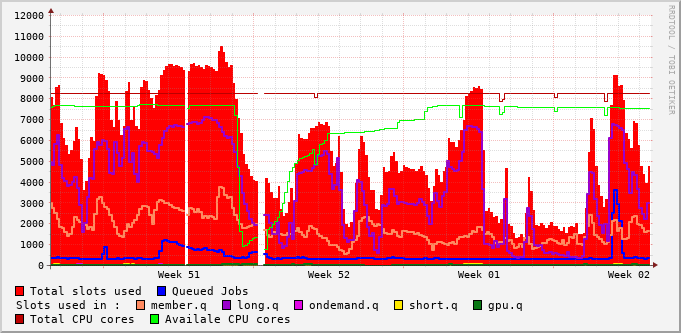 12000
11000
10000
9000
8000
7000
6000
5000
4000
3000
2000
1000
0
Week 51 Week 52 Week 01 Week 02
Total slots used Queued Jobs
Slots used in : member.q long.q ondemand.q short.q gpu.q
Total CPU cores Availale CPU cores
RRDTOOL / TOBI OETIKER